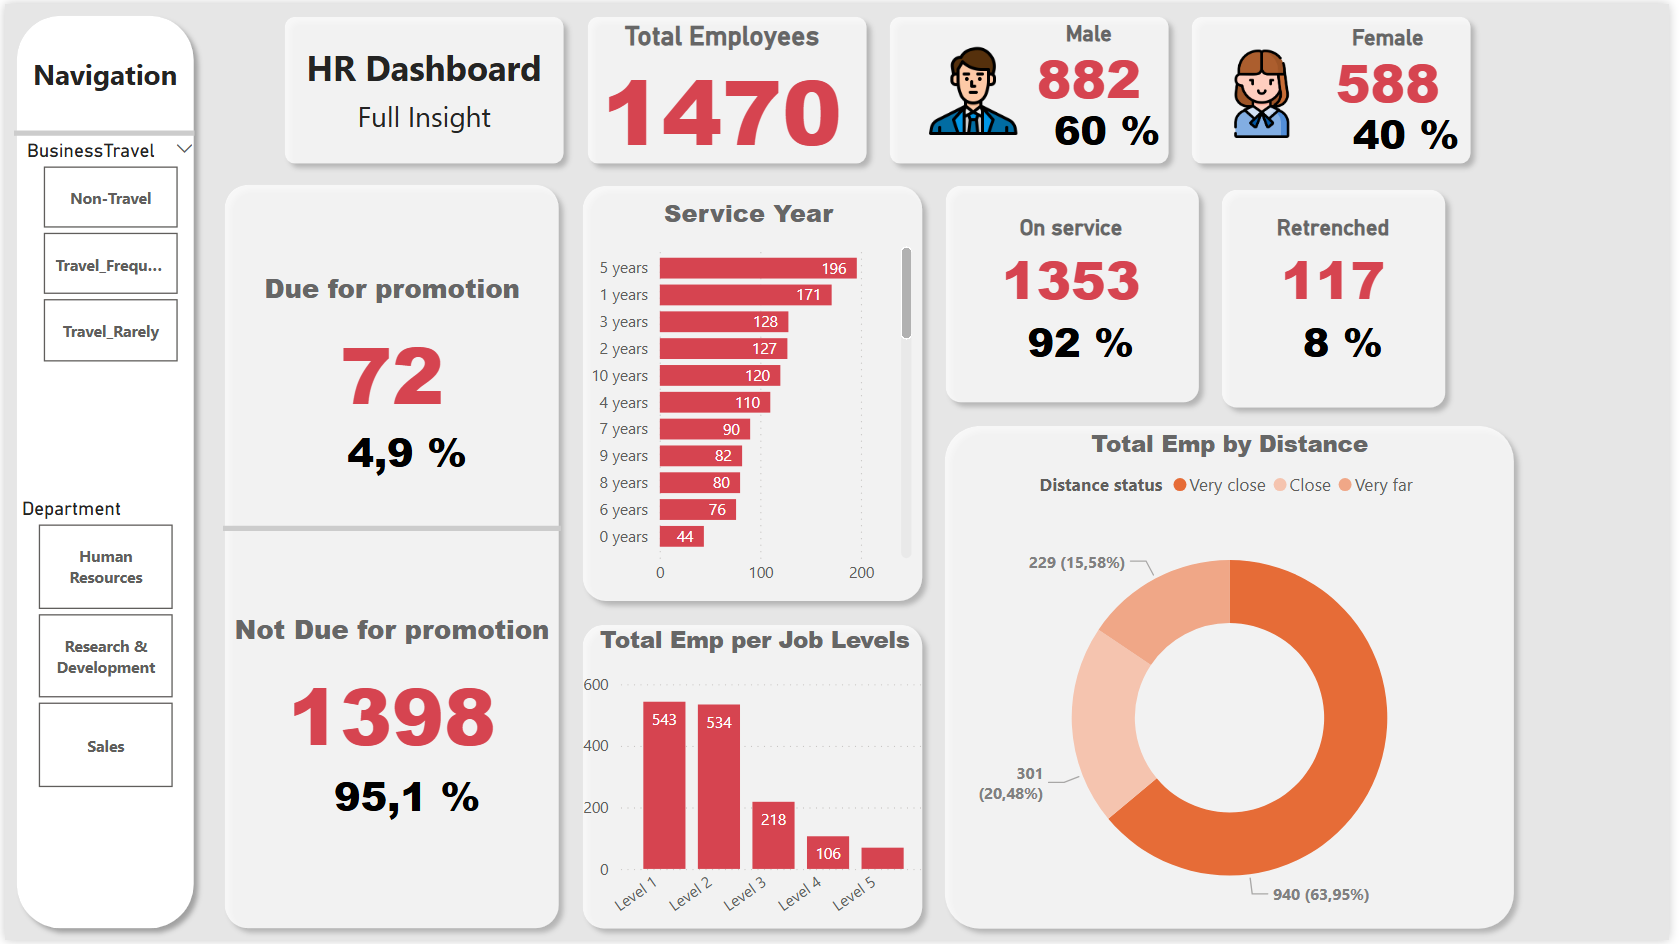 Navigation
BusinessTravel
Non-Travel
Travel_Frequ...
Travel_Rarely
Department
Human
Resources
Research &
Development
Sales
HR Dashboard
Full Insight
Total Employees
1470
Male
882
60 %
Female
588
40 %
Due for promotion
72
4,9 %
Not Due for promotion
1398
95,1 %
Service Year
5 years 196
1 years 171
3 years 128
2 years 127
10 years 120
4 years 110
7 years 90
9 years 82
8 years 80
6 years 76
0 years 44
0 100 200
On service
1353
92 %
Retrenched
117
8 %
Total Emp per Job Levels
600
400
200
0
543
534
218
106
Level 1
Level 2
Level 3
Level 4
Level 5
Total Emp by Distance
Distance status Very close Close Very far
229 (15,58%)
301
(20,48%)
940 (63,95%)